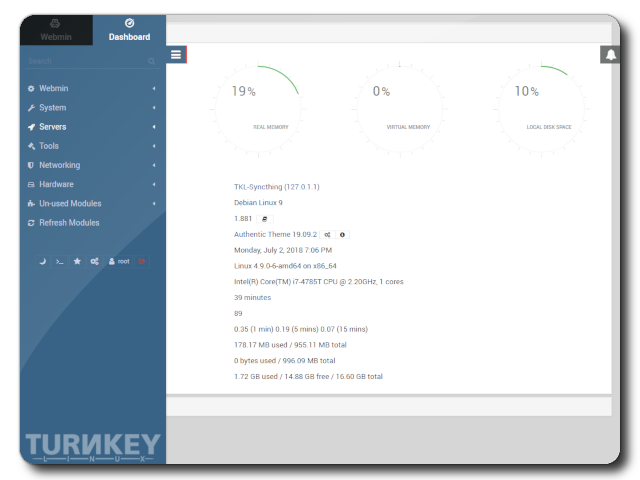 Webmin
Dashboard
Search
Webmin
System
Servers
Tools
Networking
Hardware
Un-used Modules
Refresh Modules
root
TURNKEY
LINUX
19%
REAL MEMORY
0%
VIRTUAL MEMORY
10%
LOCAL DISK SPACE
TKL-Syncthing (127.0.1.1)
Debian Linux 9
1.881
Authentic Theme 19.09.2
Monday, July 2, 2018 7:06 PM
Linux 4.9.0-6-amd64 on x86_64
Intel(R) Core(TM) i7-4785T CPU @ 2.20GHz, 1 cores
39 minutes
89
0.35 (1 min) 0.19 (5 mins) 0.07 (15 mins)
178.17 MB used / 955.11 MB total
0 bytes used / 996.09 MB total
1.72 GB used / 14.88 GB free / 16.60 GB total